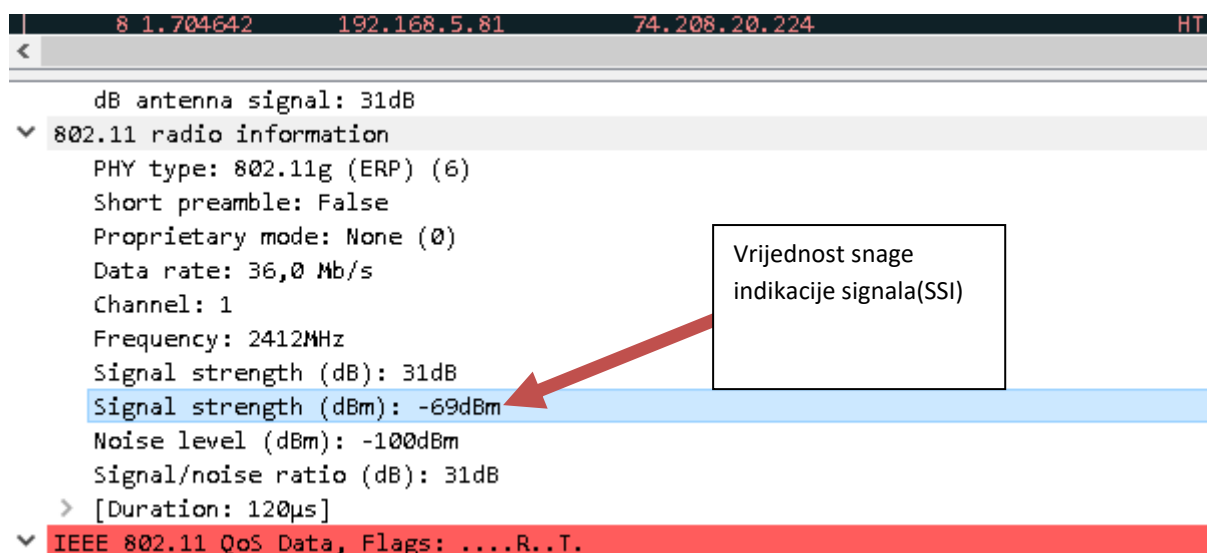 8 1.704642 192.168.5.81 74.208.20.224 HT
dB antenna signal: 31dB
802.11 radio information
PHY type: 802.11g (ERP) (6)
Short preamble: False
Proprietary mode: None (0)
Data rate: 36,0 Mb/s
Channel: 1
Frequency: 2412MHz
Signal strength (dB): 31dB
Signal strength (dBm): -69dBm
Noise level (dBm): -100dBm
Signal/noise ratio (dB): 31dB
[Duration: 120µs]
IEEE 802.11 QoS Data, Flags: ....R..T.
Vrijednost snage
indikacije signala(SSI)